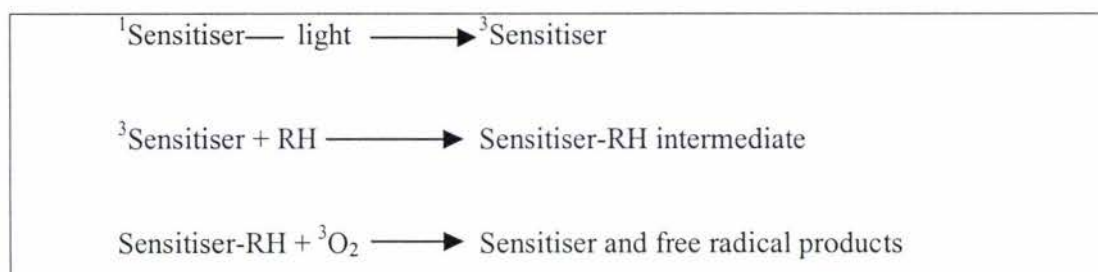 ¹Sensitiser— light ⟶ ³Sensitiser
³Sensitiser + RH ⟶ Sensitiser-RH intermediate
Sensitiser-RH + ³O₂ ⟶ Sensitiser and free radical products